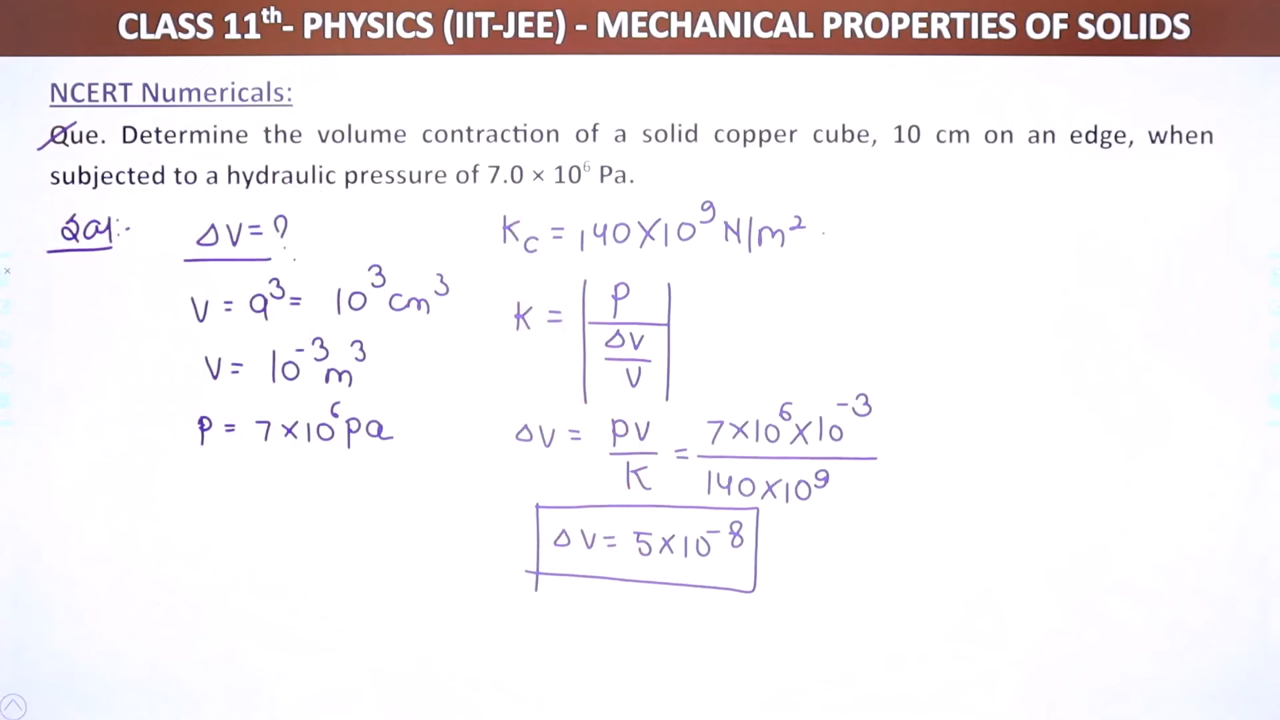 CLASS 11th- PHYSICS (IIT-JEE) - MECHANICAL PROPERTIES OF SOLIDS
NCERT Numericals:
Que. Determine the volume contraction of a solid copper cube, 10 cm on an edge, when
subjected to a hydraulic pressure of 7.0 × 10⁶ Pa.
Sol:-
ΔV = ?
V = a³ = 10³ cm³
V = 10⁻³ m³
P = 7×10⁶ pa
K_C = 140×10⁹ N/m²
K = | P / (ΔV / V) |
ΔV = PV / K = 7×10⁶×10⁻³ / 140×10⁹
ΔV = 5×10⁻⁸